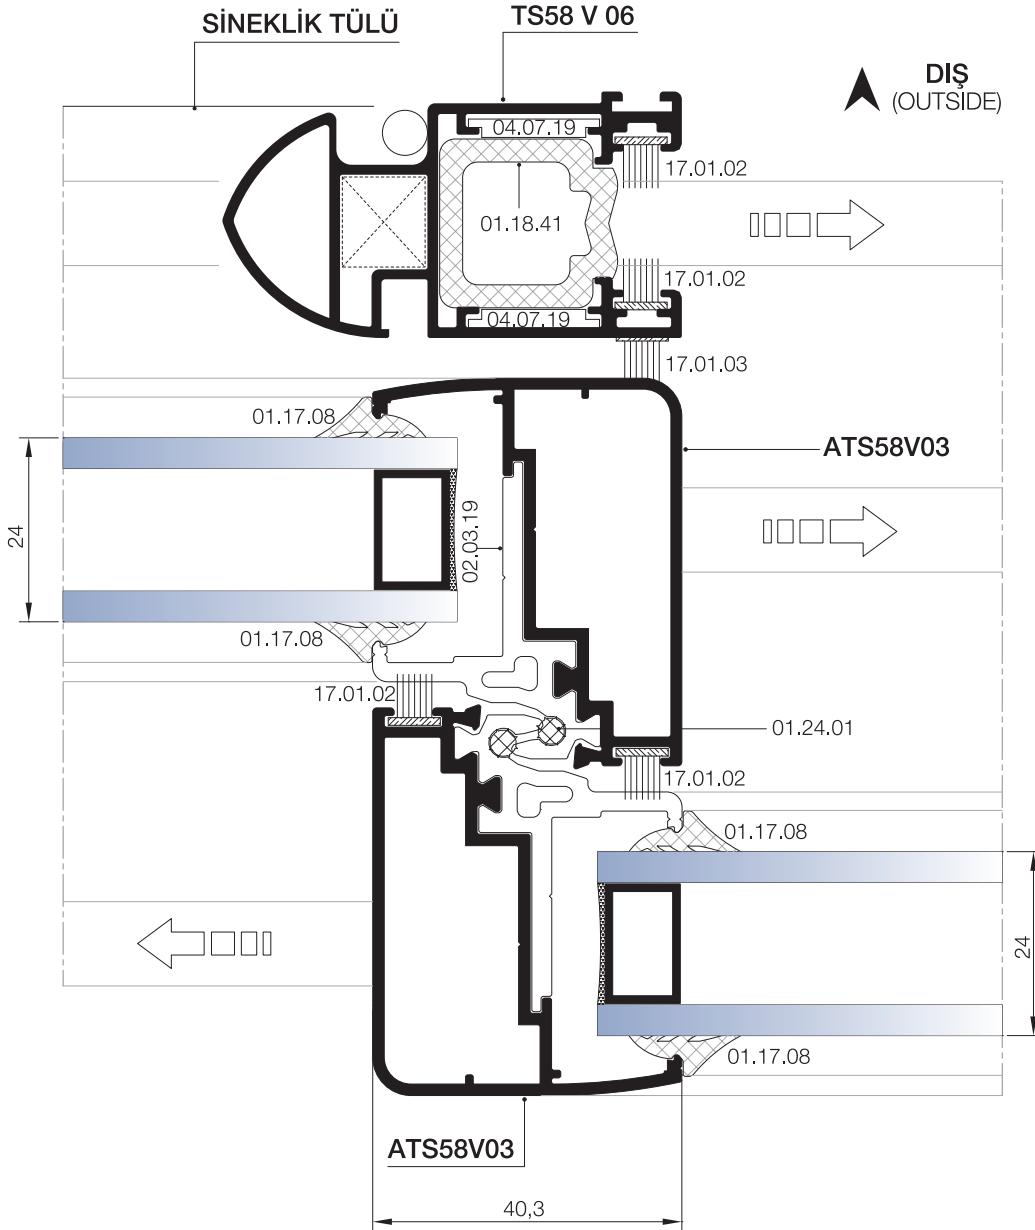 SİNEKLİK TÜLÜ
TS58 V 06
DIŞ
(OUTSIDE)
04.07.19
17.01.02
01.18.41
17.01.02
04.07.19
17.01.03
01.17.08
ATS58V03
24
02.03.19
01.17.08
17.01.02
01.24.01
17.01.02
01.17.08
24
01.17.08
ATS58V03
40,3